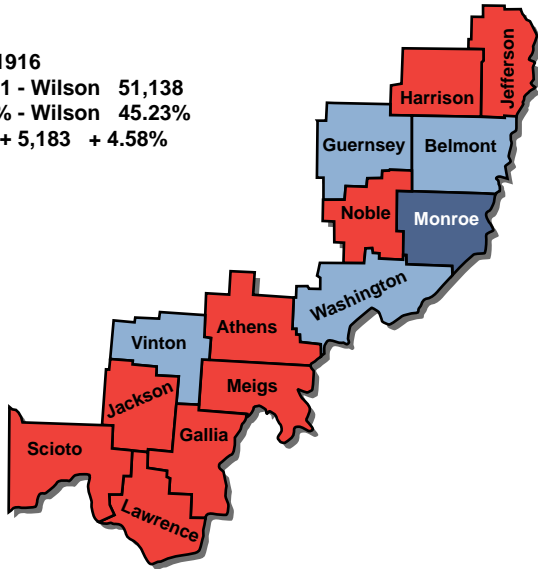 1916
1 - Wilson 51,138
% - Wilson 45.23%
+ 5,183 + 4.58%
Jefferson
Harrison
Guernsey
Belmont
Noble
Monroe
Washington
Athens
Vinton
Meigs
Jackson
Gallia
Scioto
Lawrence